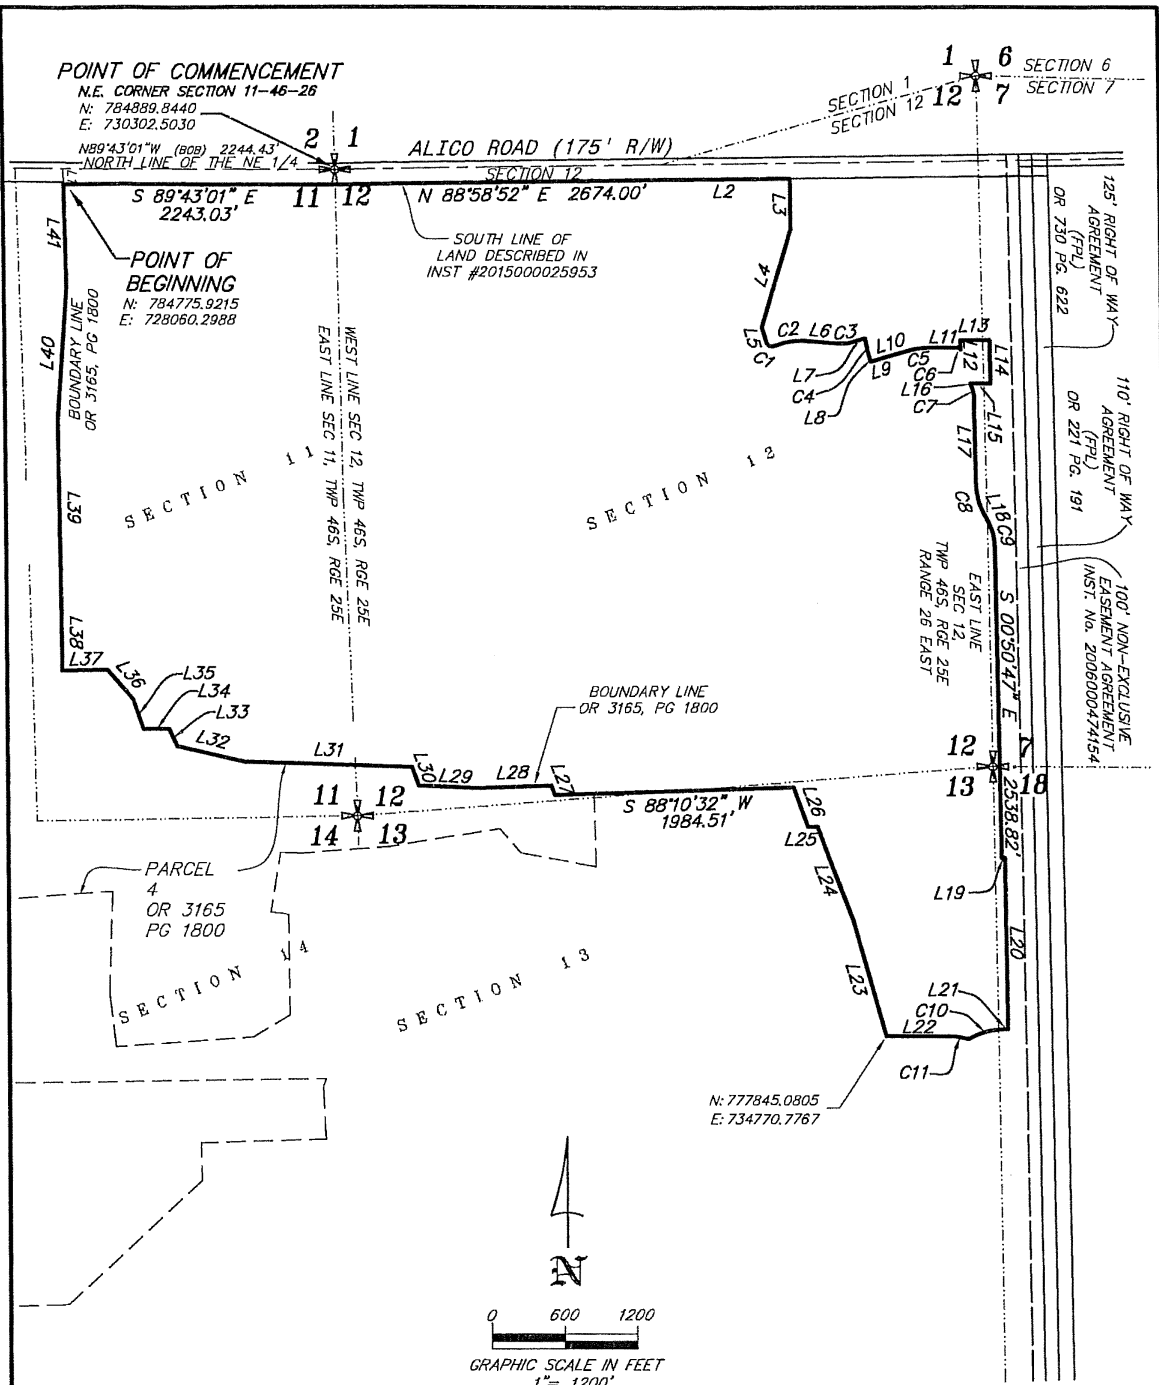 POINT OF COMMENCEMENT
N.E. CORNER SECTION 11-46-26
N: 784889.8440
E: 730302.5030
N89°43'01"W (BOB) 2244.43'
NORTH LINE OF THE NE 1/4
2 1
11 12
ALICO ROAD (175' R/W)
SECTION 12
SECTION 1
SECTION 12
1 6
12 7
SECTION 6
SECTION 7
S 89°43'01" E
2243.03'
N 88°58'52" E 2674.00'
L2
L3
L41
L1
POINT OF
BEGINNING
N: 784775.9215
E: 728060.2988
SOUTH LINE OF
LAND DESCRIBED IN
INST #2015000025953
125' RIGHT OF WAY
AGREEMENT
(FPL)
OR 730 PG. 622
110' RIGHT OF WAY
AGREEMENT
(FPL)
OR 221 PG. 191
100' NON-EXCLUSIVE
EASEMENT AGREEMENT
INST. No. 2006000474154
L4
L5
C1
C2
L6
C3
L7
C4
L8
L9
L10
C5
L11
C6
L12
L13
L14
L16
C7
L15
L17
C8
L18
C9
L40
BOUNDARY LINE
OR 3165, PG 1800
WEST LINE SEC 12, TWP 46S, RGE 25E
EAST LINE SEC 11, TWP 46S, RGE 25E
SECTION 11
SECTION 12
L39
EAST LINE
SEC 12,
TWP 46S, RGE 25E
RANGE 26 EAST
S 00°50'47" E
2538.82'
L38
L37
L36
L35
L34
L33
L32
L31
L30
L29
L28
L27
BOUNDARY LINE
OR 3165, PG 1800
12 7
13 18
S 88°10'32" W
1984.51'
11 12
14 13
L26
L25
L24
L23
L19
L20
L21
C10
L22
C11
PARCEL
4
OR 3165
PG 1800
SECTION 14
SECTION 13
N: 777845.0805
E: 734770.7767
N
0 600 1200
GRAPHIC SCALE IN FEET
1"= 1200'